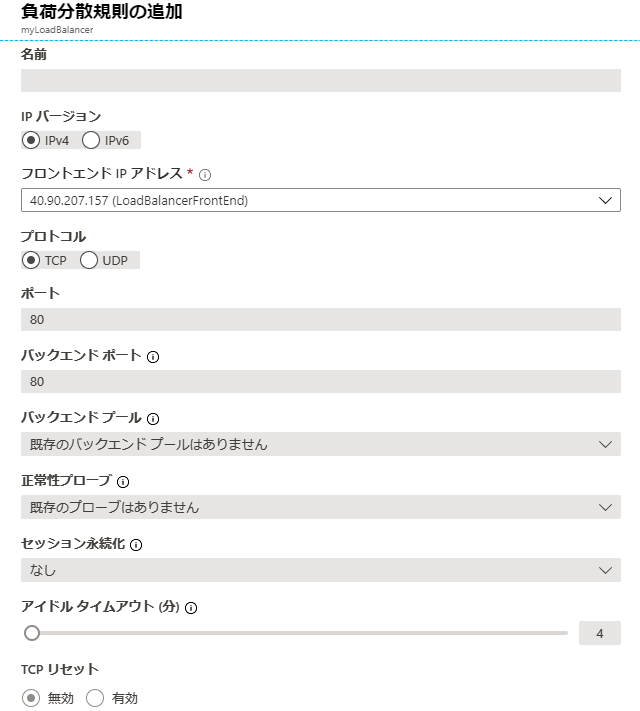 負荷分散規則の追加
myLoadBalancer
名前
IP バージョン
IPv4 IPv6
フロントエンド IP アドレス *
40.90.207.157 (LoadBalancerFrontEnd)
プロトコル
TCP UDP
ポート
80
バックエンド ポート
80
バックエンド プール
既存のバックエンド プールはありません
正常性プローブ
既存のプローブはありません
セッション永続化
なし
アイドル タイムアウト (分)
4
TCP リセット
無効 有効